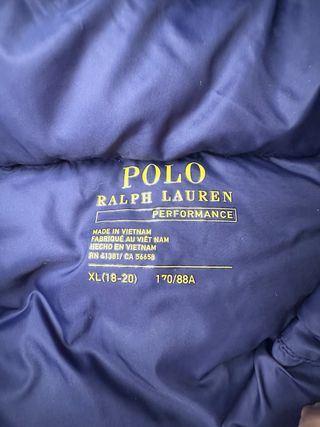 POLO
RALPH LAUREN
PERFORMANCE
MADE IN VIETNAM
FABRIQUÉ AU VIÊT NAM
HECHO EN VIETNAM
RN 41381/ CA 56658
XL(18-20) 170/88A